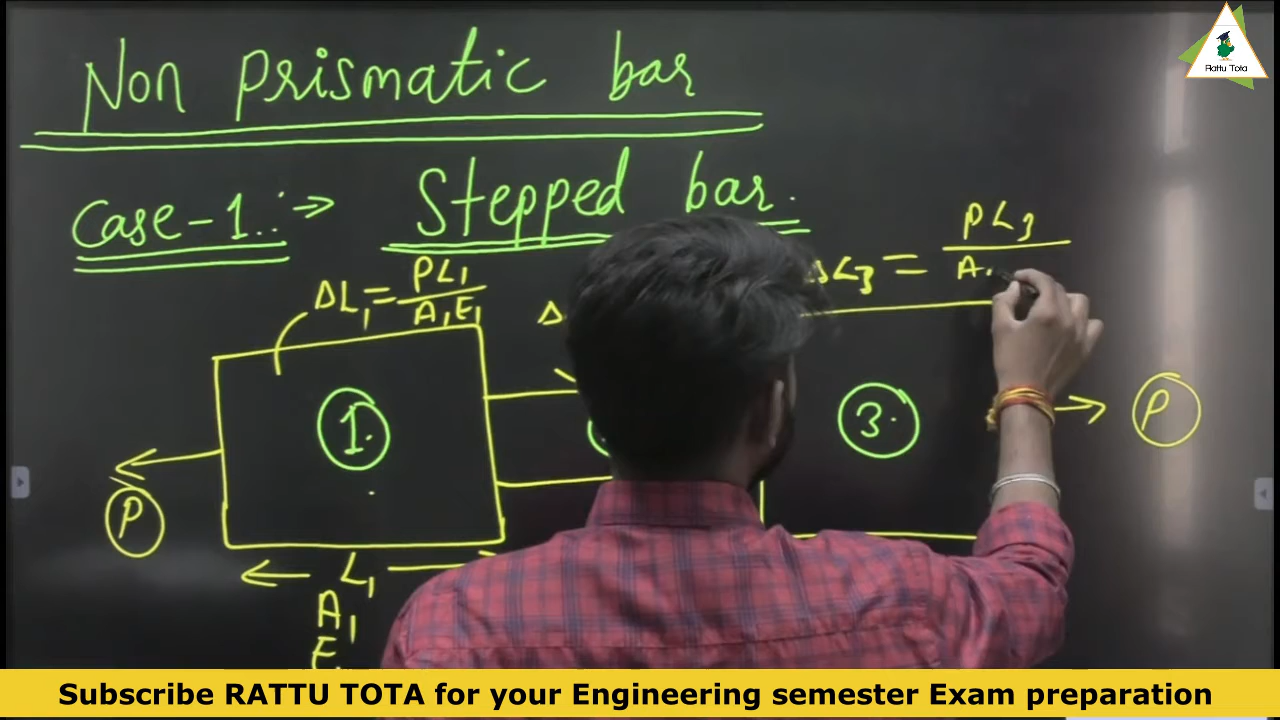 Rattu Tota
Non prismatic bar
Case-1.:→ Stepped bar.
ΔL₁ = PL₁/A₁E₁
Δ
ΔL₃ = PL₃/A.
1.
3.
P
P
L₁
A₁
E₁
Subscribe RATTU TOTA for your Engineering semester Exam preparation